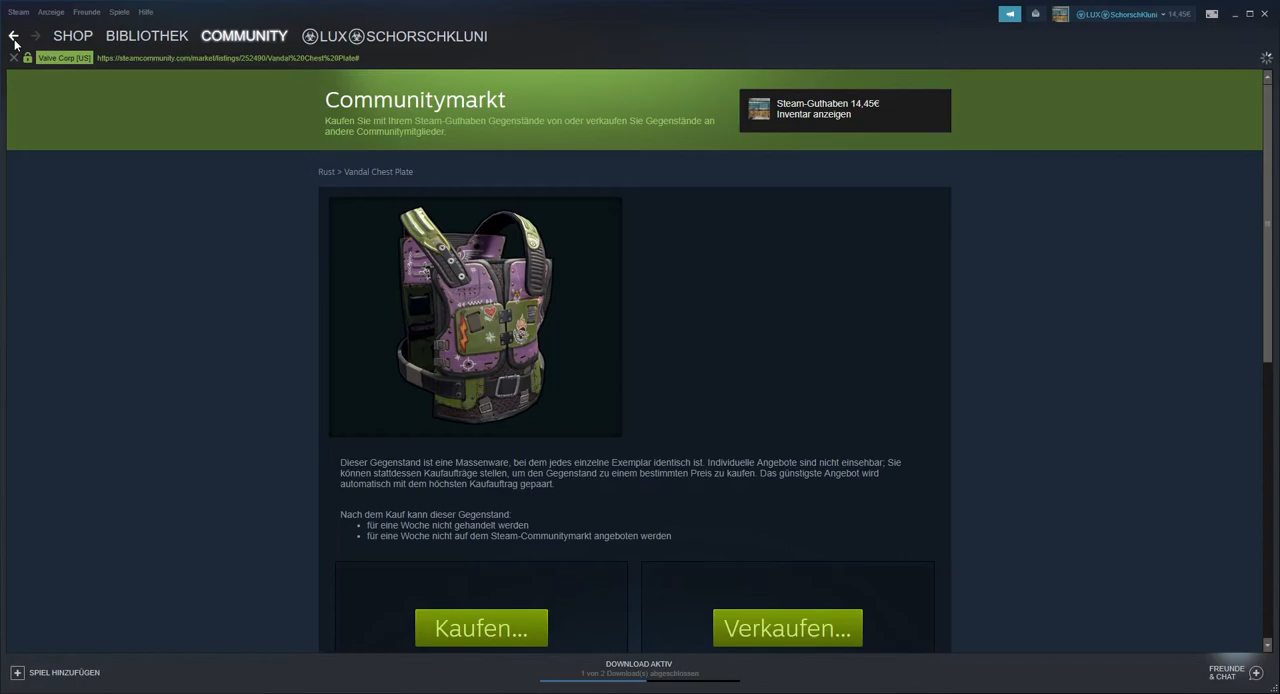 Steam Anzeige Freunde Spiele Hilfe
☣LUX☣SchorschKluni 14,45€
SHOP BIBLIOTHEK COMMUNITY ☣LUX☣SCHORSCHKLUNI
Valve Corp [US] https://steamcommunity.com/market/listings/252490/Vandal%20Chest%20Plate#
Communitymarkt
Kaufen Sie mit Ihrem Steam-Guthaben Gegenstände von oder verkaufen Sie Gegenstände an
andere Communitymitglieder.
Steam-Guthaben 14,45€
Inventar anzeigen
Rust > Vandal Chest Plate
Dieser Gegenstand ist eine Massenware, bei dem jedes einzelne Exemplar identisch ist. Individuelle Angebote sind nicht einsehbar; Sie
können stattdessen Kaufaufträge stellen, um den Gegenstand zu einem bestimmten Preis zu kaufen. Das günstigste Angebot wird
automatisch mit dem höchsten Kaufauftrag gepaart.
Nach dem Kauf kann dieser Gegenstand:
• für eine Woche nicht gehandelt werden
• für eine Woche nicht auf dem Steam-Communitymarkt angeboten werden
Kaufen... Verkaufen...
SPIEL HINZUFÜGEN
DOWNLOAD AKTIV
1 von 2 Download(s) abgeschlossen
FREUNDE
& CHAT